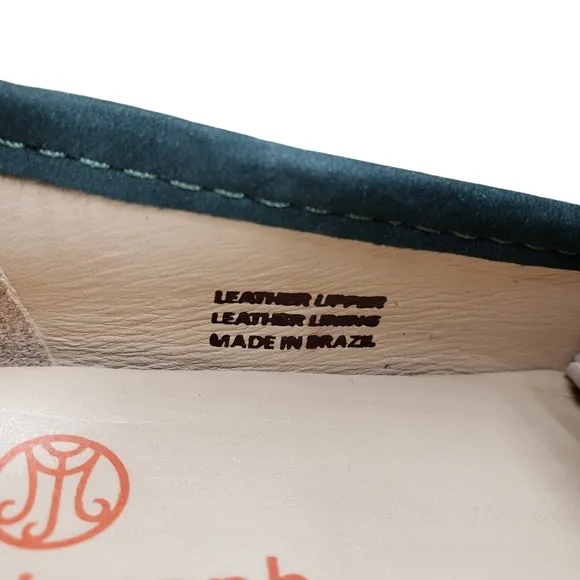 LEATHER UPPER
LEATHER LINING
MADE IN BRAZIL